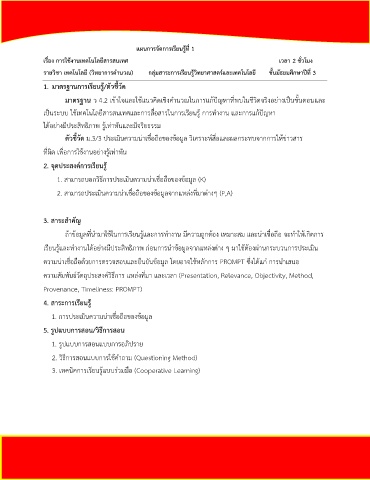 แผนการจัดการเรียนรู้ที่ 1
เรื่อง การใช้งานเทคโนโลยีสารสนเทศ เวลา 2 ชั่วโมง
รายวิชา เทคโนโลยี (วิทยาการคำนวณ) กลุ่มสาระการเรียนรู้วิทยาศาสตร์และเทคโนโลยี ชั้นมัธยมศึกษาปีที่ 3
1. มาตรฐานการเรียนรู้/ตัวชี้วัด
มาตรฐาน ว 4.2 เข้าใจและใช้แนวคิดเชิงคำนวณในการแก้ปัญหาที่พบในชีวิตจริงอย่างเป็นขั้นตอนและ
เป็นระบบ ใช้เทคโนโลยีสารสนเทศและการสื่อสารในการเรียนรู้ การทำงาน และการแก้ปัญหา
ได้อย่างมีประสิทธิภาพ รู้เท่าทันและมีจริยธรรม
ตัวชี้วัด ม.3/3 ประเมินความน่าเชื่อถือของข้อมูล วิเคราะห์สื่อและผลกระทบจากการให้ข่าวสาร
ที่ผิด เพื่อการใช้งานอย่างรู้เท่าทัน
2. จุดประสงค์การเรียนรู้
1. สามารถบอกวิธีการประเมินความน่าเชื่อถือของข้อมูล (K)
2. สามารถประเมินความน่าเชื่อถือของข้อมูลจากแหล่งที่มาต่างๆ (P,A)
3. สาระสำคัญ
ถ้าข้อมูลที่นำมาใช้ในการเรียนรู้และการทำงาน มีความถูกต้อง เหมาะสม และน่าเชื่อถือ จะทำให้เกิดการ
เรียนรู้และทำงานได้อย่างมีประสิทธิภาพ ก่อนการนำข้อมูลจากแหล่งต่าง ๆ มาใช้ต้องผ่านกระบวนการประเมิน
ความน่าเชื่อถือด้วยการตรวจสอบและยืนยันข้อมูล โดยอาจใช้หลักการ PROMPT ซึ่งได้แก่ การนำเสนอ
ความสัมพันธ์วัตถุประสงค์วิธีการ แหล่งที่มา และเวลา (Presentation, Relevance, Objectivity, Method,
Provenance, Timeliness: PROMPT)
4. สาระการเรียนรู้
1. การประเมินความน่าเชื่อถือของข้อมูล
5. รูปแบบการสอน/วิธีการสอน
1. รูปแบบการสอนแบบการอภิปราย
2. วิธีการสอนแบบการใช้คำถาม (Questioning Method)
3. เทคนิคการเรียนรู้แบบร่วมมือ (Cooperative Learning)